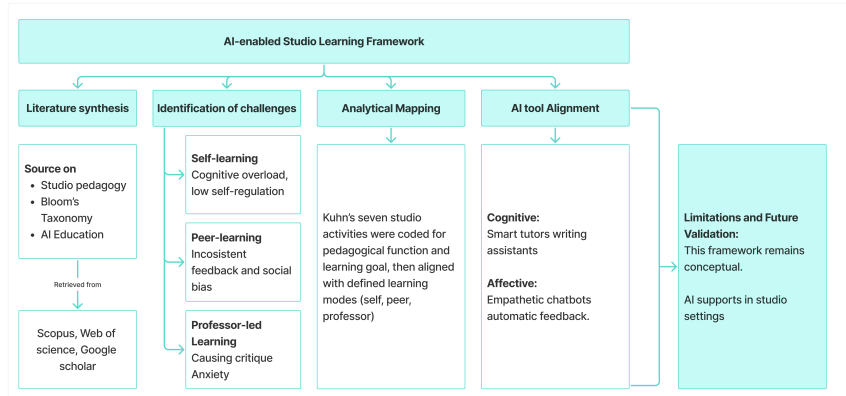 AI-enabled Studio Learning Framework
Literature synthesis
Identification of challenges
Analytical Mapping
AI tool Alignment
Source on
• Studio pedagogy
• Bloom's
Taxonomy
• AI Education
Retrieved from
Scopus, Web of
science, Google
scholar
Self-learning
Cognitive overload,
low self-regulation
Peer-learning
Incosistent
feedback and social
bias
Professor-led
Learning
Causing critique
Anxiety
Kuhn's seven studio
activities were coded for
pedagogical function and
learning goal, then aligned
with defined learning
modes (self, peer,
professor)
Cognitive:
Smart tutors writing
assistants
Affective:
Empathetic chatbots
automatic feedback.
Limitations and Future
Validation:
This framework remains
conceptual.
AI supports in studio
settings